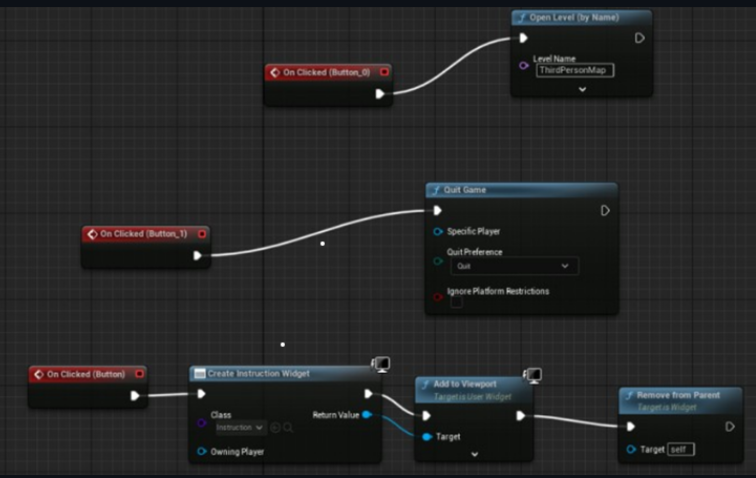 Open Level (by Name)
On Clicked (Button_0)
Level Name
ThirdPersonMap
Quit Game
On Clicked (Button_1)
Specific Player
Quit Preference
Quit
Ignore Platform Restrictions
On Clicked (Button)
Create Instruction Widget
Class
Instruction
Return Value
Owning Player
Add to Viewport
Target is User Widget
Target
Remove from Parent
Target is Widget
Target self